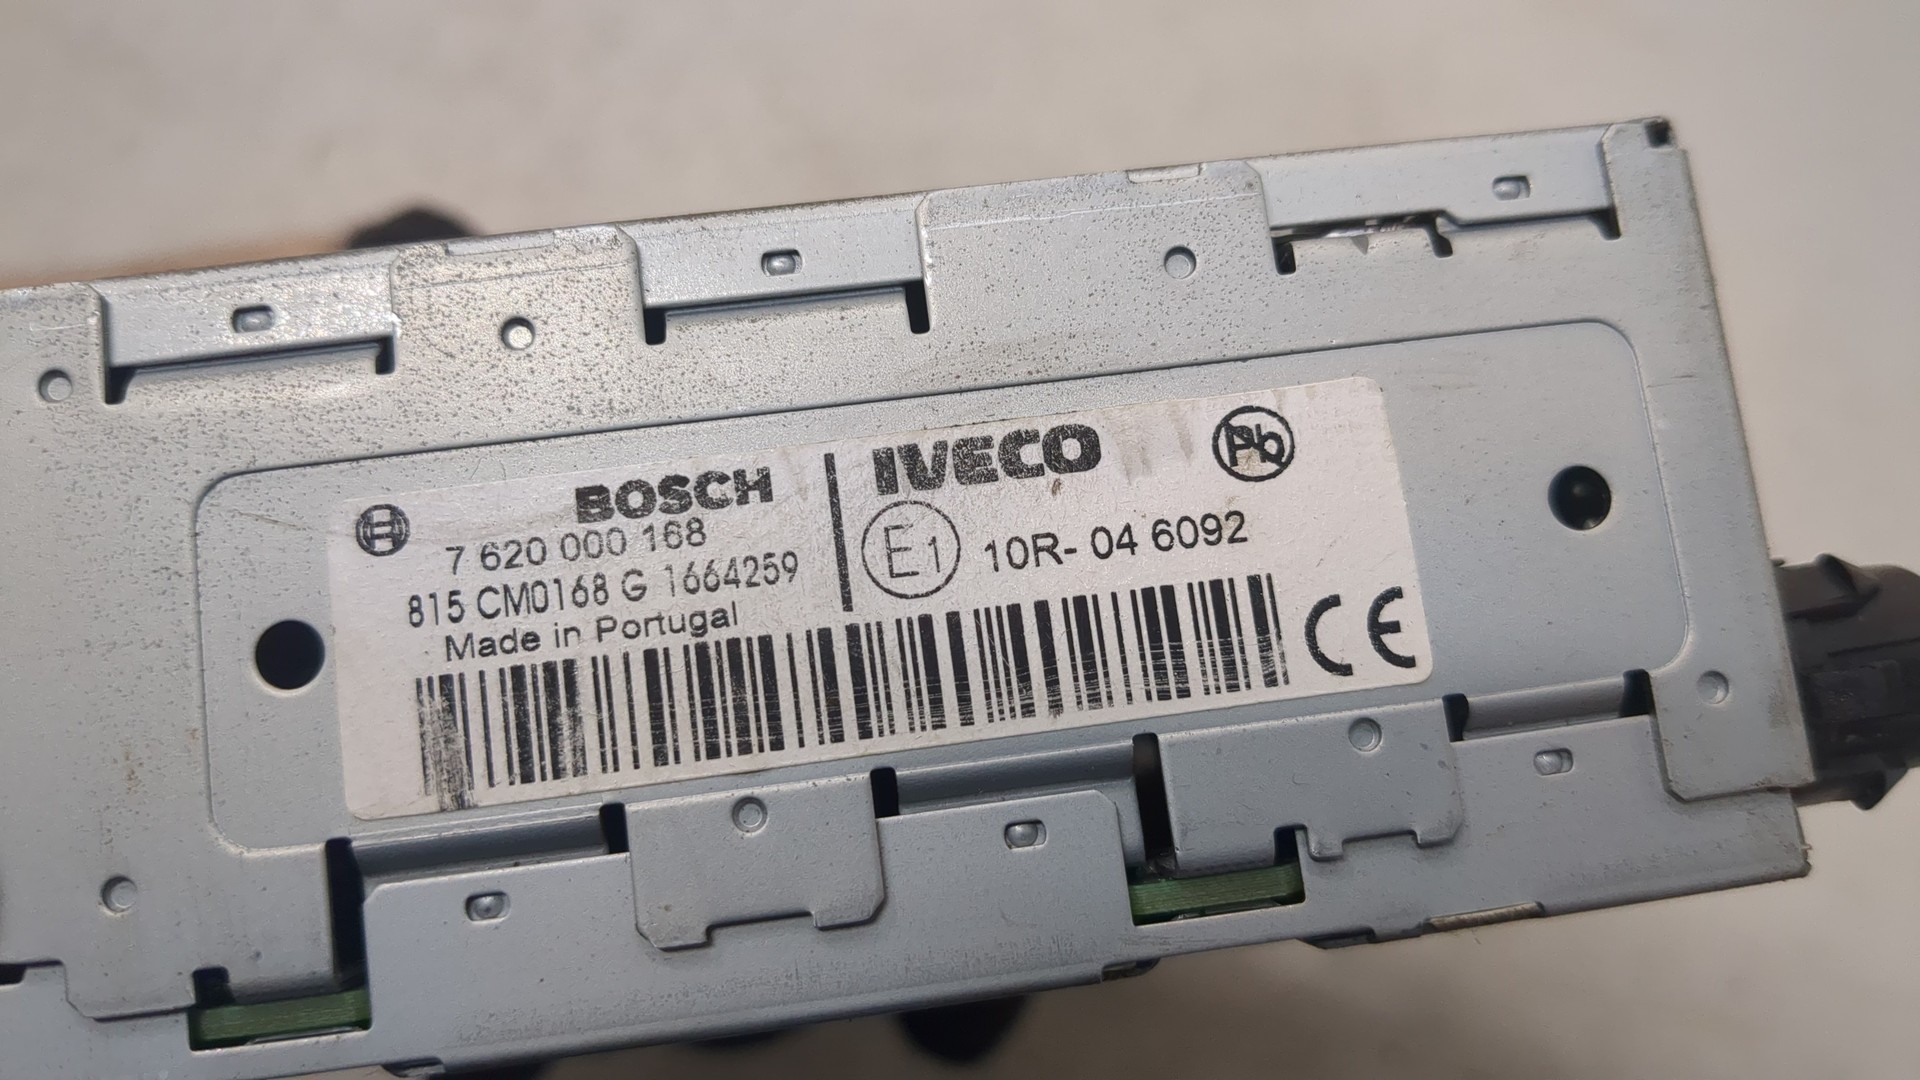 BOSCH
7 620 000 168
815 CM0168 G 1664259
Made in Portugal
IVECO
Pb
E1 10R- 04 6092
CE